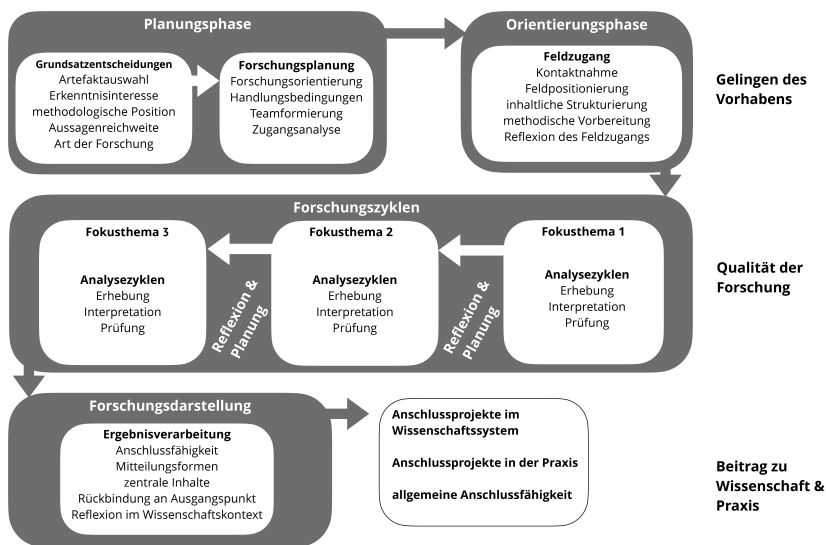 Planungsphase
Grundsatzentscheidungen
Artefaktauswahl
Erkenntnisinteresse
methodologische Position
Aussagenreichweite
Art der Forschung
Forschungsplanung
Forschungsorientierung
Handlungsbedingungen
Teamformierung
Zugangsanalyse
Orientierungsphase
Feldzugang
Kontaktnahme
Feldpositionierung
inhaltliche Strukturierung
methodische Vorbereitung
Reflexion des Feldzugangs
Gelingen des
Vorhabens
Forschungszyklen
Fokusthema 3
Analysezyklen
Erhebung
Interpretation
Prüfung
Reflexion &
Planung
Fokusthema 2
Analysezyklen
Erhebung
Interpretation
Prüfung
Reflexion &
Planung
Fokusthema 1
Analysezyklen
Erhebung
Interpretation
Prüfung
Qualität der
Forschung
Forschungsdarstellung
Ergebnisverarbeitung
Anschlussfähigkeit
Mitteilungsformen
zentrale Inhalte
Rückbindung an Ausgangspunkt
Reflexion im Wissenschaftskontext
Anschlussprojekte im
Wissenschaftssystem
Anschlussprojekte in der Praxis
allgemeine Anschlussfähigkeit
Beitrag zu
Wissenschaft &
Praxis